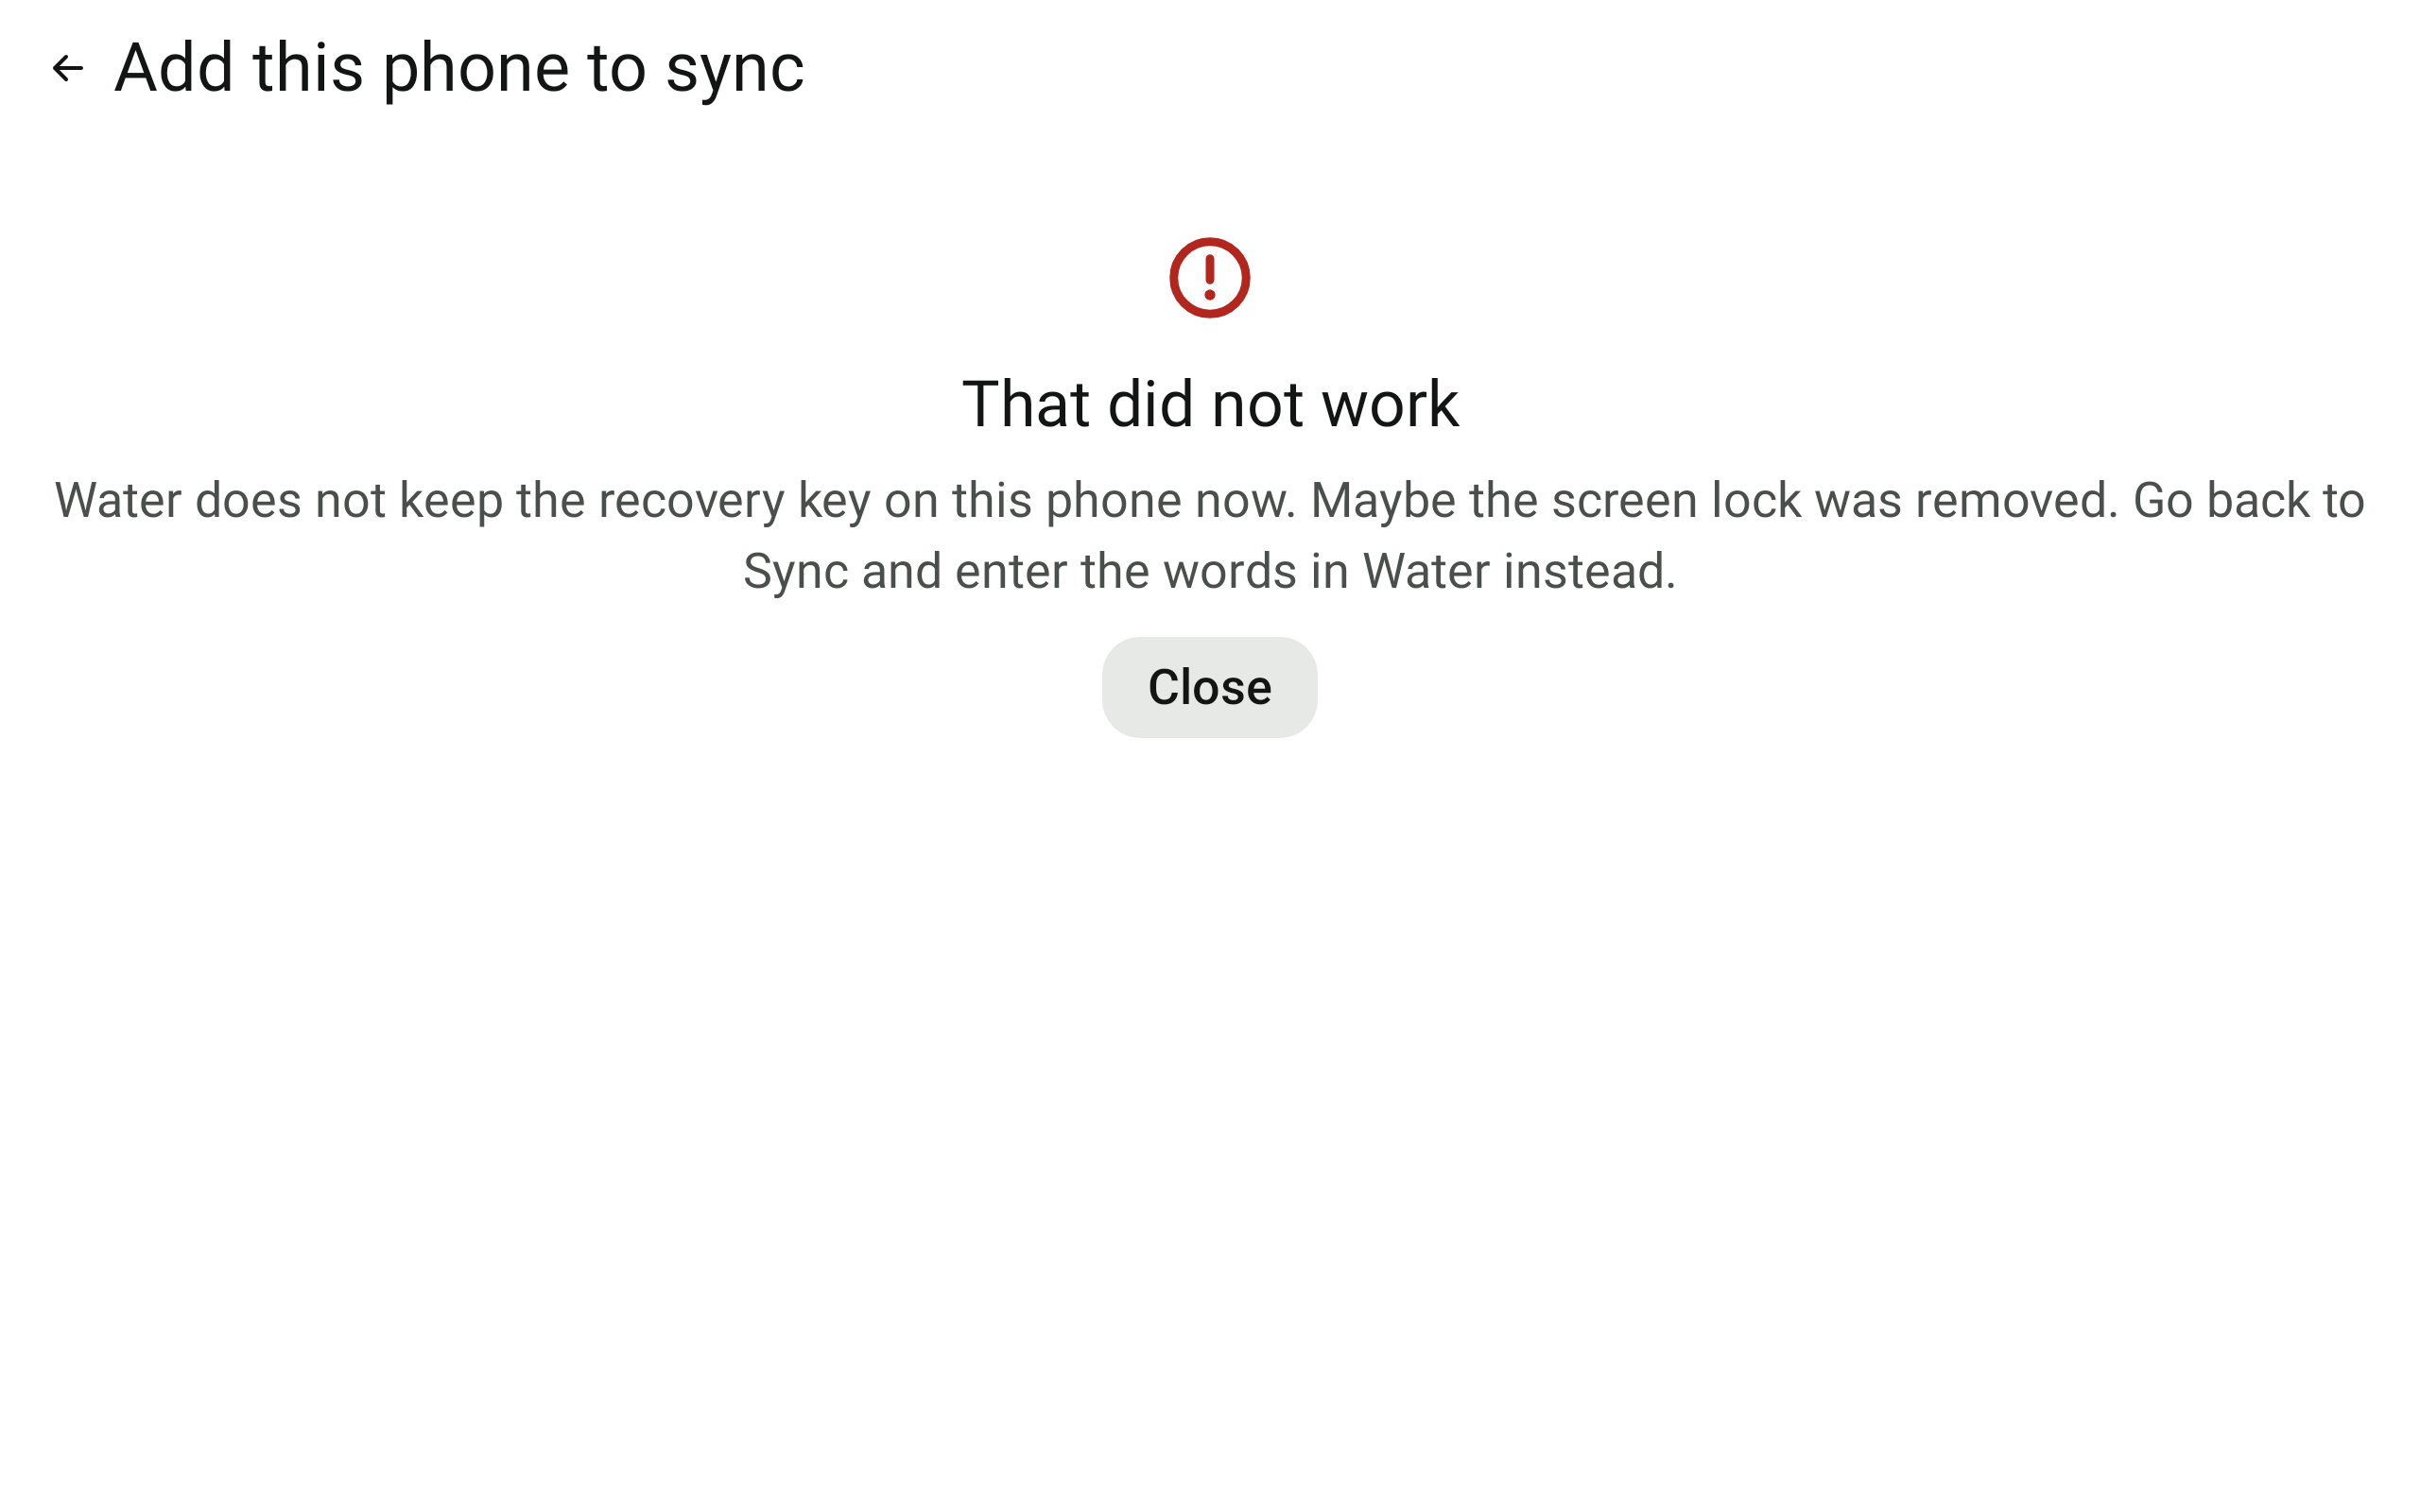 Add this phone to sync
That did not work
Water does not keep the recovery key on this phone now. Maybe the screen lock was removed. Go back to
Sync and enter the words in Water instead.
Close